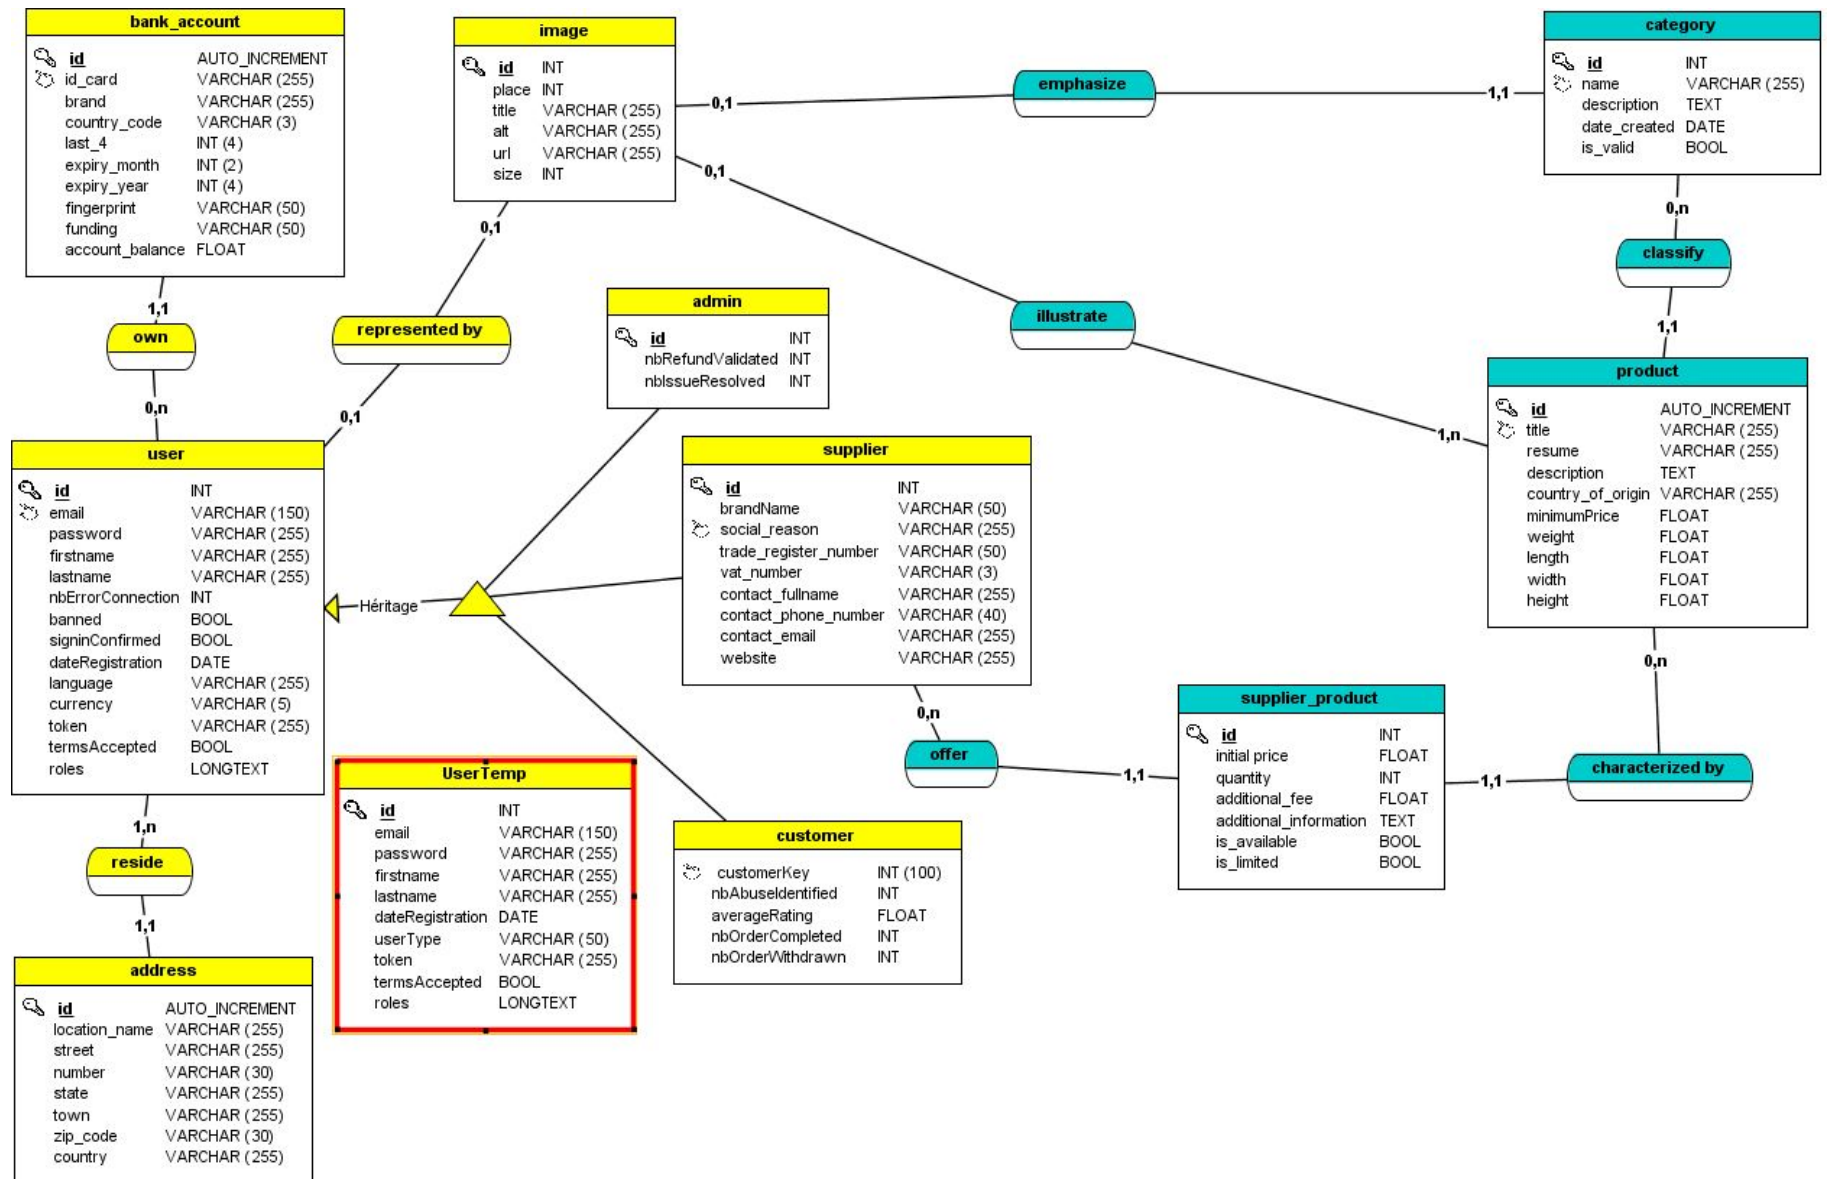 bank_account
id AUTO_INCREMENT
id_card VARCHAR (255)
brand VARCHAR (255)
country_code VARCHAR (3)
last_4 INT (4)
expiry_month INT (2)
expiry_year INT (4)
fingerprint VARCHAR (50)
funding VARCHAR (50)
account_balance FLOAT
image
id INT
place INT
title VARCHAR (255)
alt VARCHAR (255)
url VARCHAR (255)
size INT
0,1
emphasize
1,1
category
id INT
name VARCHAR (255)
description TEXT
date_created DATE
is_valid BOOL
0,1
0,n
classify
1,1
illustrate
1,n
0,1
represented by
0,1
1,1
own
0,n
admin
id INT
nbRefundValidated INT
nbIssueResolved INT
product
id AUTO_INCREMENT
title VARCHAR (255)
resume VARCHAR (255)
description TEXT
country_of_origin VARCHAR (255)
minimumPrice FLOAT
weight FLOAT
length FLOAT
width FLOAT
height FLOAT
user
id INT
email VARCHAR (150)
password VARCHAR (255)
firstname VARCHAR (255)
lastname VARCHAR (255)
nbErrorConnection INT
banned BOOL
signinConfirmed BOOL
dateRegistration DATE
language VARCHAR (255)
currency VARCHAR (5)
token VARCHAR (255)
termsAccepted BOOL
roles LONGTEXT
Héritage
supplier
id INT
brandName VARCHAR (50)
social_reason VARCHAR (255)
trade_register_number VARCHAR (50)
vat_number VARCHAR (3)
contact_fullname VARCHAR (255)
contact_phone_number VARCHAR (40)
contact_email VARCHAR (255)
website VARCHAR (255)
0,n
offer
1,1
supplier_product
id INT
initial price FLOAT
quantity INT
additional_fee FLOAT
additional_information TEXT
is_available BOOL
is_limited BOOL
0,n
characterized by
1,1
UserTemp
id INT
email VARCHAR (150)
password VARCHAR (255)
firstname VARCHAR (255)
lastname VARCHAR (255)
dateRegistration DATE
userType VARCHAR (50)
token VARCHAR (255)
termsAccepted BOOL
roles LONGTEXT
customer
customerKey INT (100)
nbAbuseIdentified INT
averageRating FLOAT
nbOrderCompleted INT
nbOrderWithdrawn INT
1,n
reside
1,1
address
id AUTO_INCREMENT
location_name VARCHAR (255)
street VARCHAR (255)
number VARCHAR (30)
state VARCHAR (255)
town VARCHAR (255)
zip_code VARCHAR (30)
country VARCHAR (255)